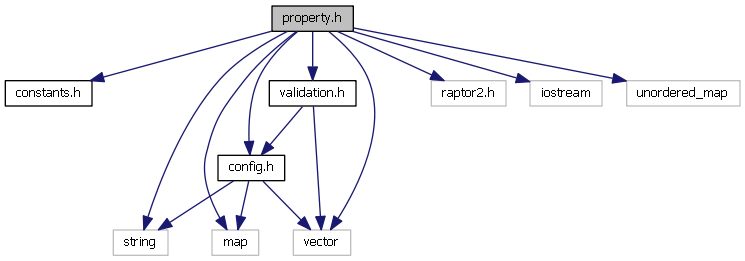 property.h
constants.h
validation.h
raptor2.h
iostream
unordered_map
config.h
string
map
vector